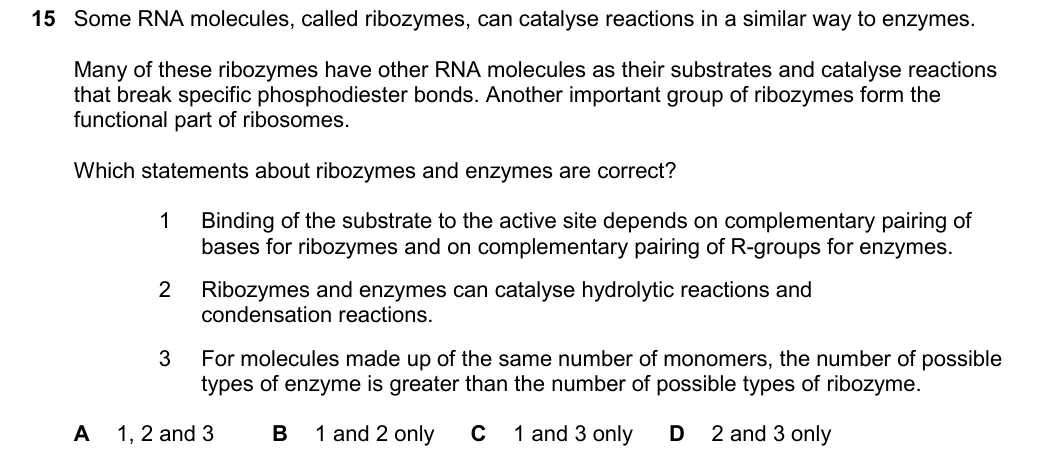 15 Some RNA molecules, called ribozymes, can catalyse reactions in a similar way to enzymes.
Many of these ribozymes have other RNA molecules as their substrates and catalyse reactions
that break specific phosphodiester bonds. Another important group of ribozymes form the
functional part of ribosomes.
Which statements about ribozymes and enzymes are correct?
1 Binding of the substrate to the active site depends on complementary pairing of
bases for ribozymes and on complementary pairing of R-groups for enzymes.
2 Ribozymes and enzymes can catalyse hydrolytic reactions and
condensation reactions.
3 For molecules made up of the same number of monomers, the number of possible
types of enzyme is greater than the number of possible types of ribozyme.
A 1, 2 and 3 B 1 and 2 only C 1 and 3 only D 2 and 3 only